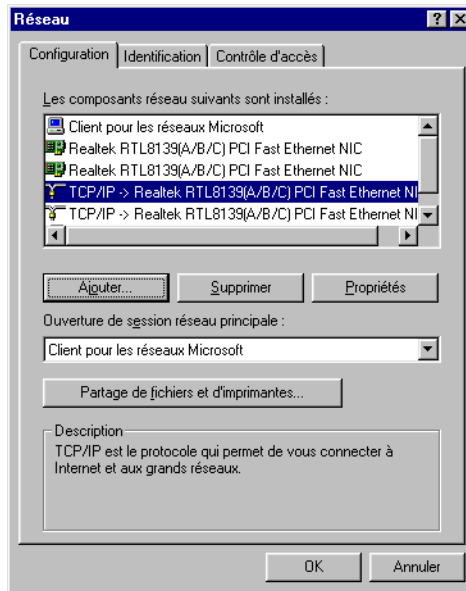 Réseau
Configuration
Identification
Contrôle d'accès
Les composants réseau suivants sont installés :
Client pour les réseaux Microsoft
Realtek RTL8139(A/B/C) PCI Fast Ethernet NIC
Realtek RTL8139(A/B/C) PCI Fast Ethernet NIC
TCP/IP -> Realtek RTL8139(A/B/C) PCI Fast Ethernet NI
TCP/IP -> Realtek RTL8139(A/B/C) PCI Fast Ethernet NI
Ajouter...
Supprimer
Propriétés
Ouverture de session réseau principale :
Client pour les réseaux Microsoft
Partage de fichiers et d'imprimantes...
Description
TCP/IP est le protocole qui permet de vous connecter à
Internet et aux grands réseaux.
OK
Annuler